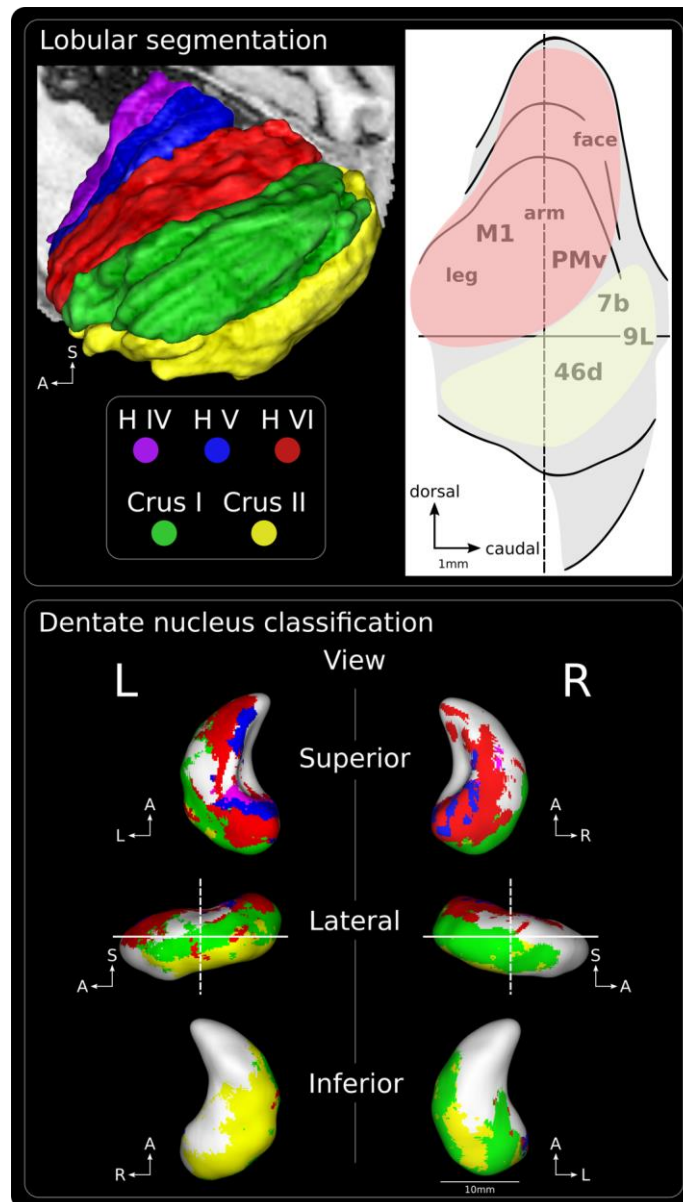 Lobular segmentation
S
A
H IV H V H VI
Crus I Crus II
face
arm
M1
PMv
leg
7b
9L
46d
dorsal
caudal
1mm
Dentate nucleus classification
View
L R
Superior
A A
L R
Lateral
S S
A A
Inferior
A A
R L
10mm